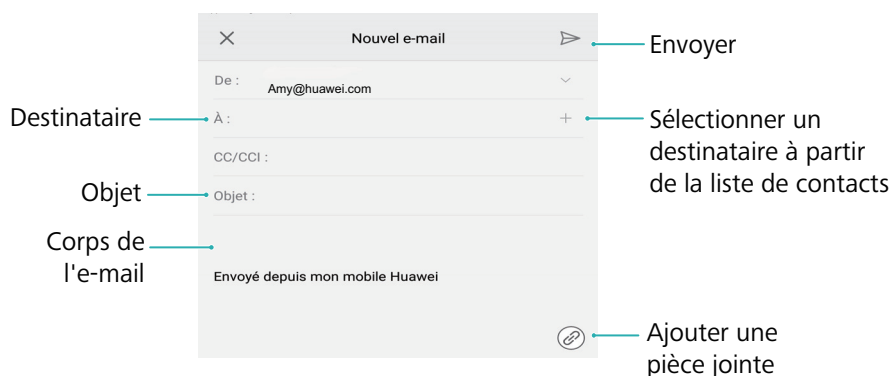 Nouvel e-mail
Envoyer
De :
Amy@huawei.com
Destinataire
À :
Sélectionner un
destinataire à partir
de la liste de contacts
CC/CCI :
Objet
Objet :
Corps de
l'e-mail
Envoyé depuis mon mobile Huawei
Ajouter une
pièce jointe